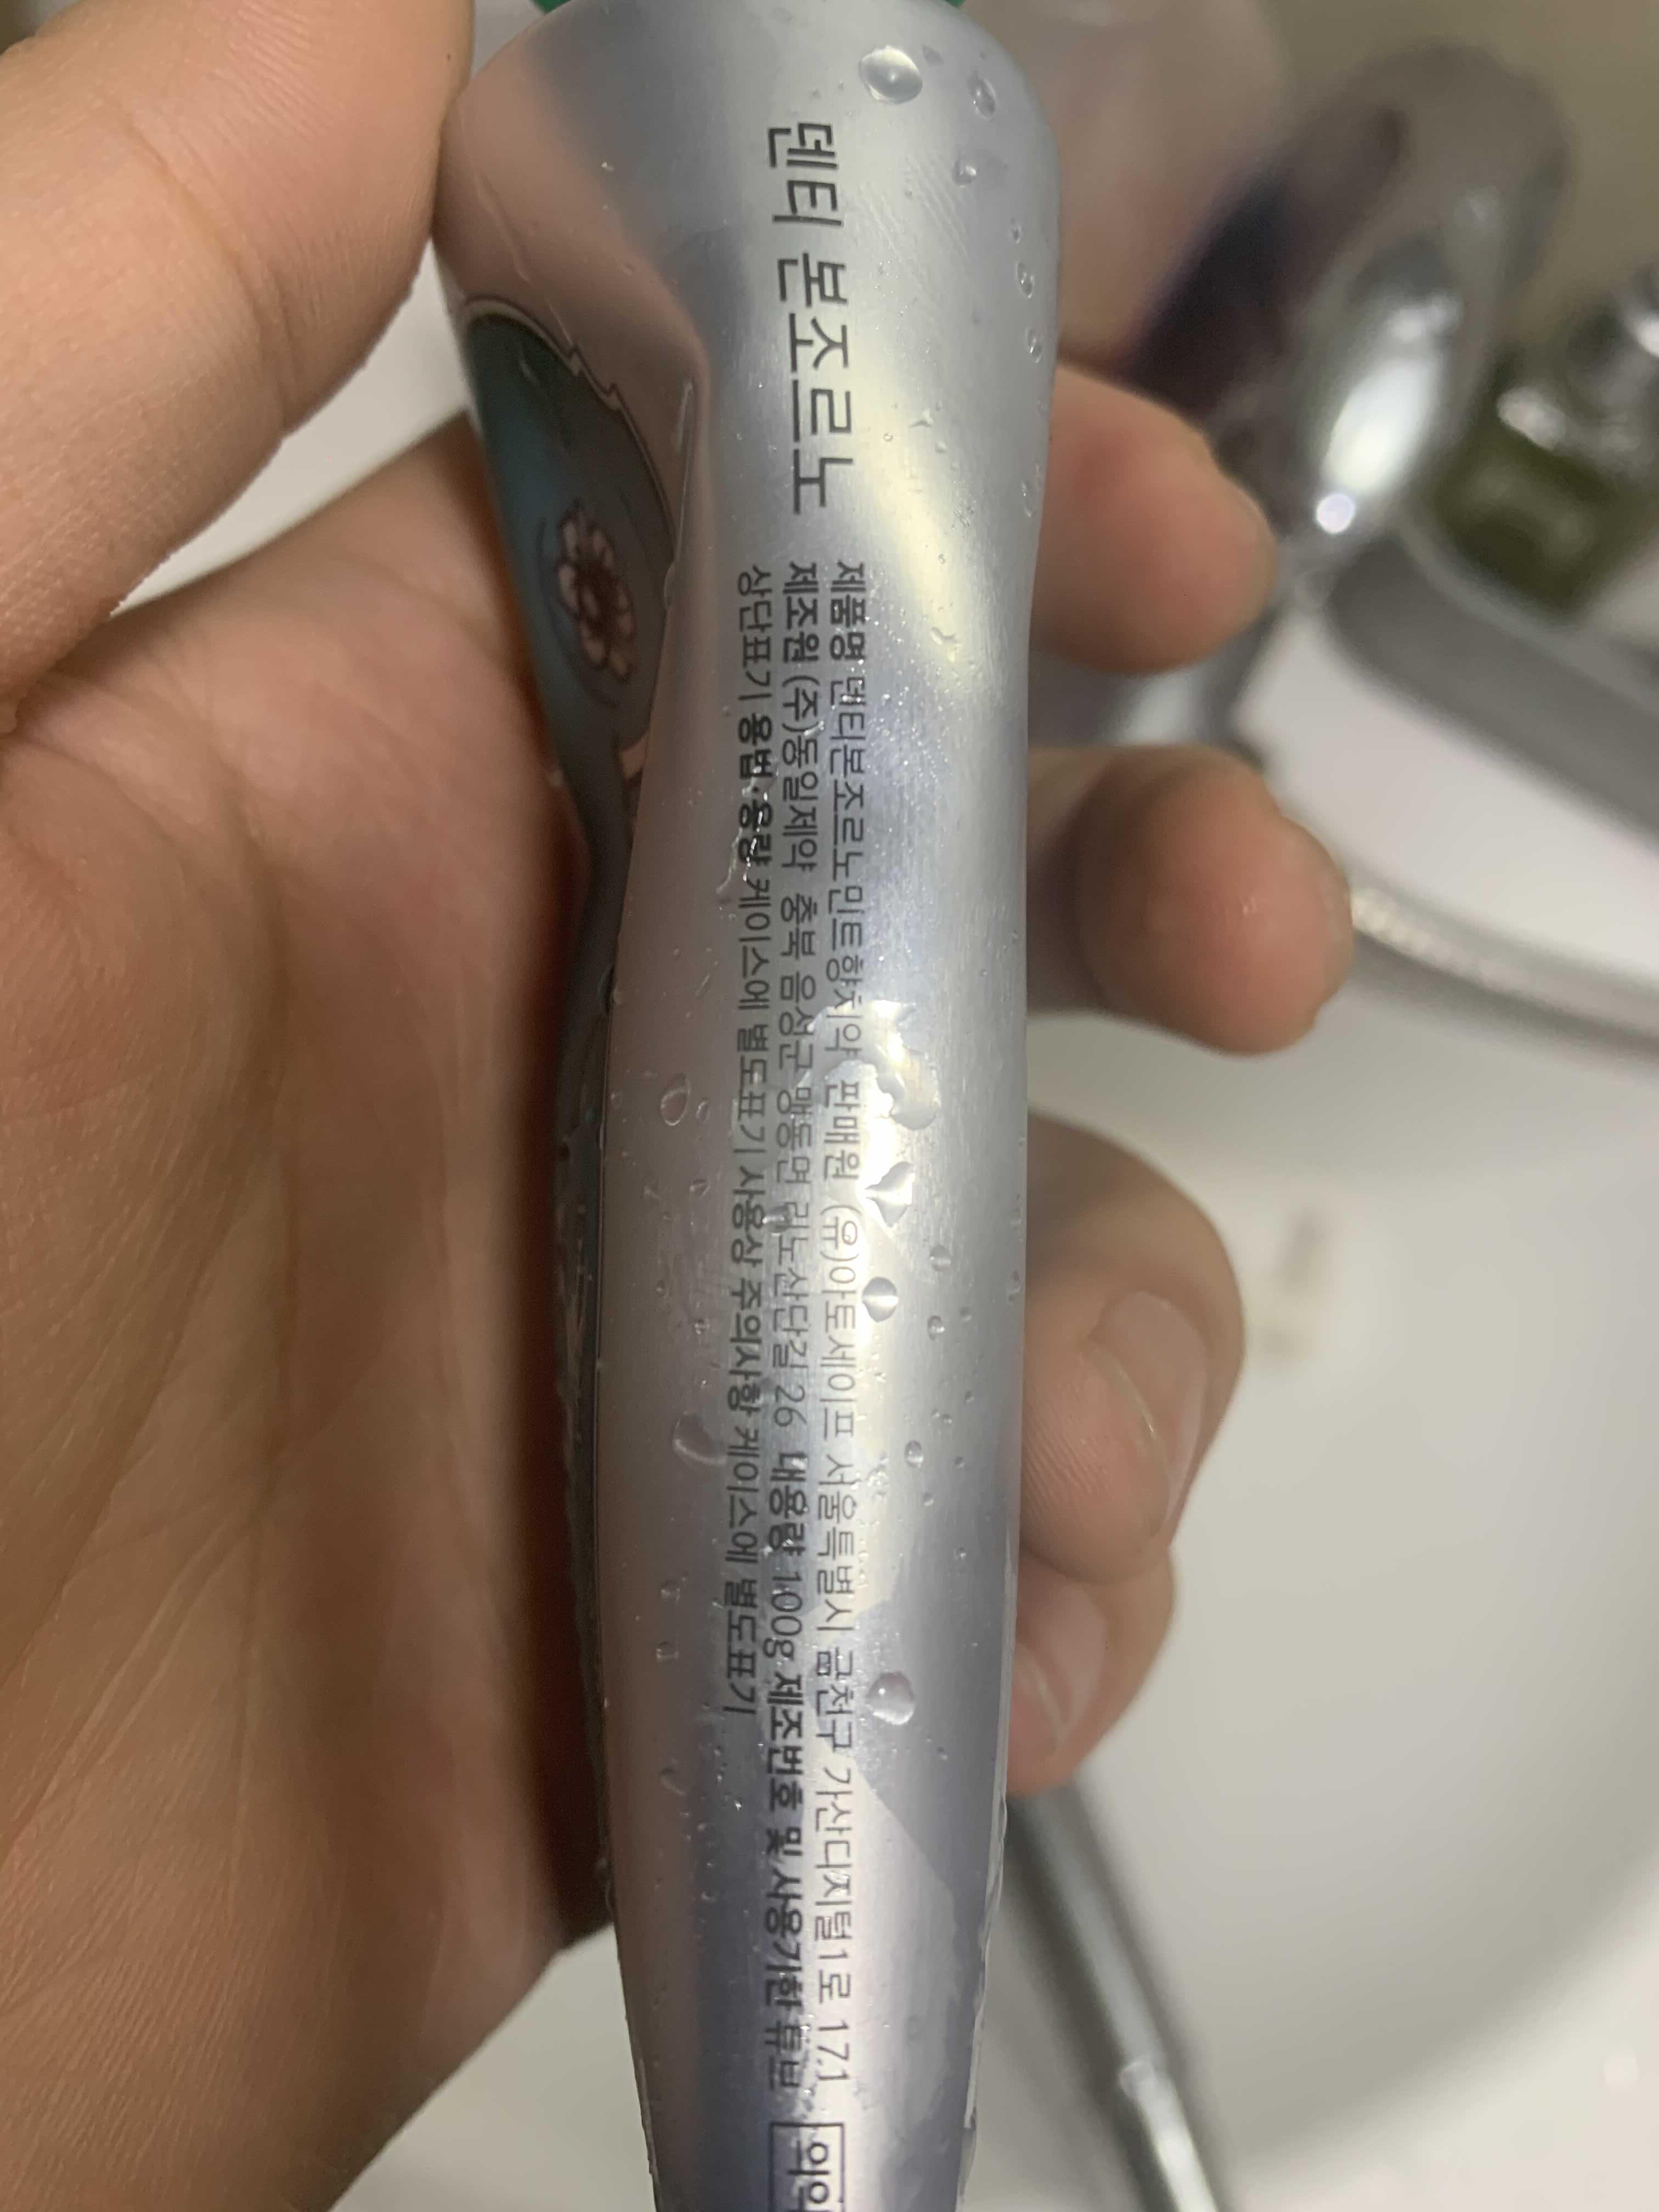 덴티 본조르노
제품명 덴티본조르노민트향치약 판매원 (유)아토세이프 서울특별시 금천구 가산디지털1로 171
제조원 (주)동일제약 충북 음성군 맹동면 리노산단길 26 내용량 100g 제조번호 및 사용기한 튜브
상단표기 용법·용량 케이스에 별도표기 사용상 주의사항 케이스에 별도표기